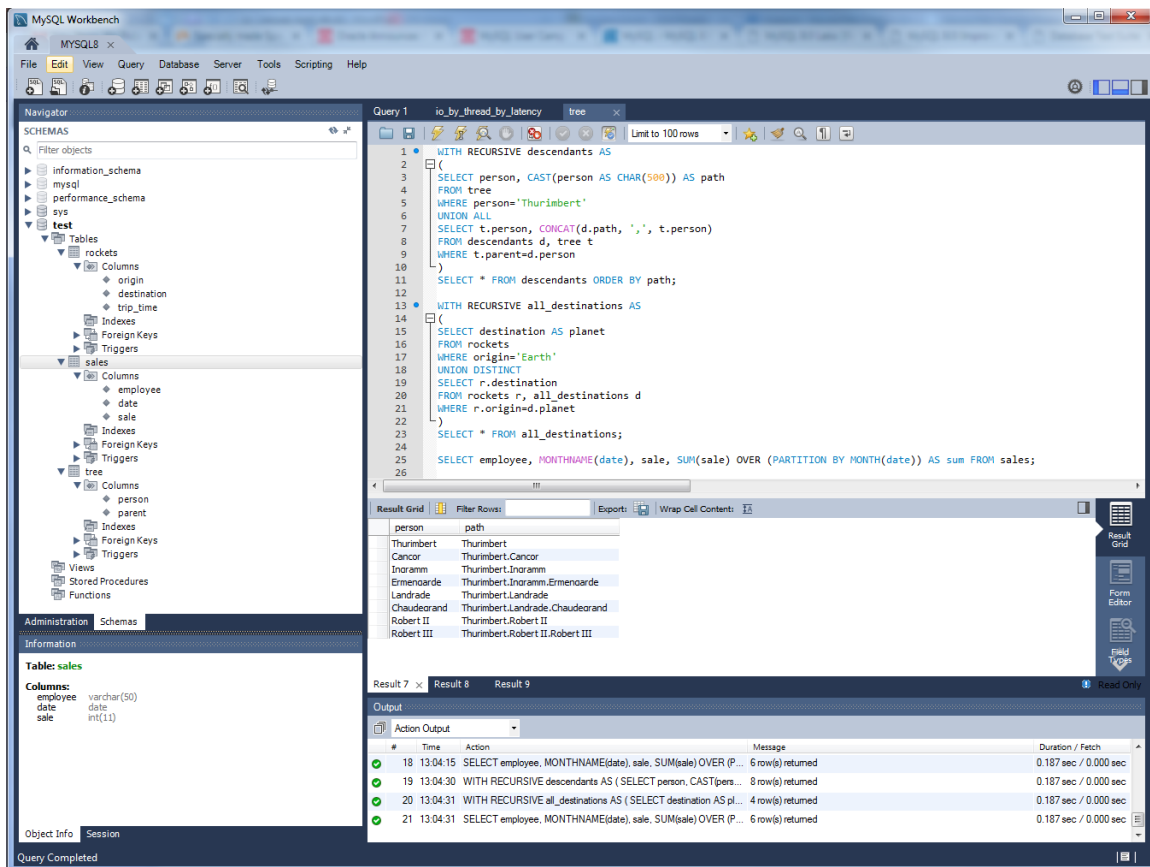 MySQL Workbench
MYSQL8 ×
File Edit View Query Database Server Tools Scripting Help
Navigator
SCHEMAS
Filter objects
information_schema
mysql
performance_schema
sys
test
Tables
rockets
Columns
origin
destination
trip_time
Indexes
Foreign Keys
Triggers
sales
Columns
employee
date
sale
Indexes
Foreign Keys
Triggers
tree
Columns
person
parent
Indexes
Foreign Keys
Triggers
Views
Stored Procedures
Functions
Administration Schemas
Information
Table: sales
Columns:
employee varchar(50)
date date
sale int(11)
Object Info Session
Query 1 io_by_thread_by_latency tree ×
Limit to 100 rows
1 WITH RECURSIVE descendants AS
2 (
3 SELECT person, CAST(person AS CHAR(500)) AS path
4 FROM tree
5 WHERE person='Thurimbert'
6 UNION ALL
7 SELECT t.person, CONCAT(d.path, ',', t.person)
8 FROM descendants d, tree t
9 WHERE t.parent=d.person
10 )
11 SELECT * FROM descendants ORDER BY path;
12
13 WITH RECURSIVE all_destinations AS
14 (
15 SELECT destination AS planet
16 FROM rockets
17 WHERE origin='Earth'
18 UNION DISTINCT
19 SELECT r.destination
20 FROM rockets r, all_destinations d
21 WHERE r.origin=d.planet
22 )
23 SELECT * FROM all_destinations;
24
25 SELECT employee, MONTHNAME(date), sale, SUM(sale) OVER (PARTITION BY MONTH(date)) AS sum FROM sales;
26
Result Grid Filter Rows: Export: Wrap Cell Content:
person path
Thurimbert Thurimbert
Cancor Thurimbert.Cancor
Ingramm Thurimbert.Ingramm
Ermengarde Thurimbert.Ingramm.Ermengarde
Landrade Thurimbert.Landrade
Chaudegrand Thurimbert.Landrade.Chaudegrand
Robert II Thurimbert.Robert II
Robert III Thurimbert.Robert II.Robert III
Result Grid
Form Editor
Field Types
Result 7 × Result 8 Result 9
Read Only
Output
Action Output
# Time Action Message Duration / Fetch
18 13:04:15 SELECT employee, MONTHNAME(date), sale, SUM(sale) OVER (P... 6 row(s) returned 0.187 sec / 0.000 sec
19 13:04:30 WITH RECURSIVE descendants AS ( SELECT person, CAST(pers... 8 row(s) returned 0.187 sec / 0.000 sec
20 13:04:31 WITH RECURSIVE all_destinations AS ( SELECT destination AS pl... 4 row(s) returned 0.187 sec / 0.000 sec
21 13:04:31 SELECT employee, MONTHNAME(date), sale, SUM(sale) OVER (P... 6 row(s) returned 0.187 sec / 0.000 sec
Query Completed